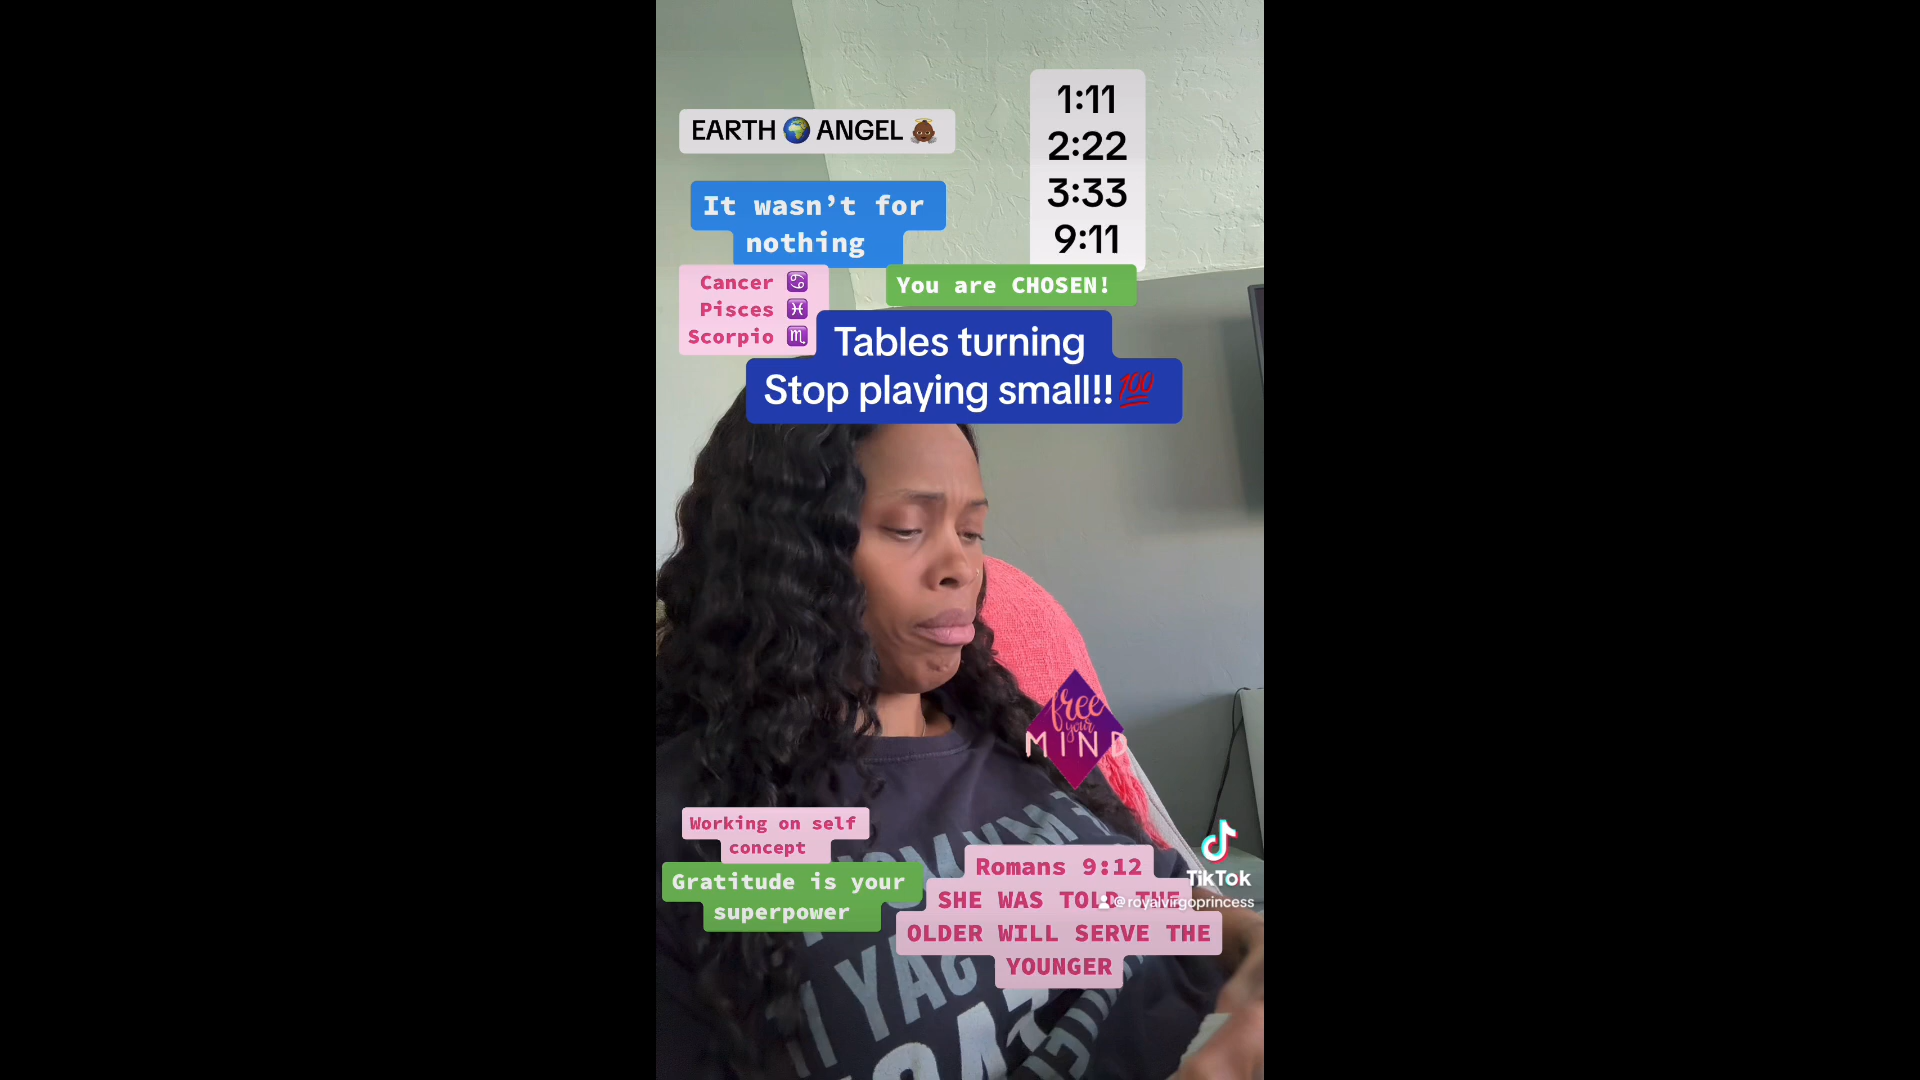 1:11
2:22
3:33
9:11
EARTH 🌍 ANGEL 👼🏾
It wasn’t for
nothing
Cancer ♋
Pisces ♓
Scorpio ♏
You are CHOSEN!
Tables turning
Stop playing small!!💯
free
your
MIND
Working on self
concept
Gratitude is your
superpower
Romans 9:12
SHE WAS TOLD THE
OLDER WILL SERVE THE
YOUNGER
TikTok
@royalvirgoprincess